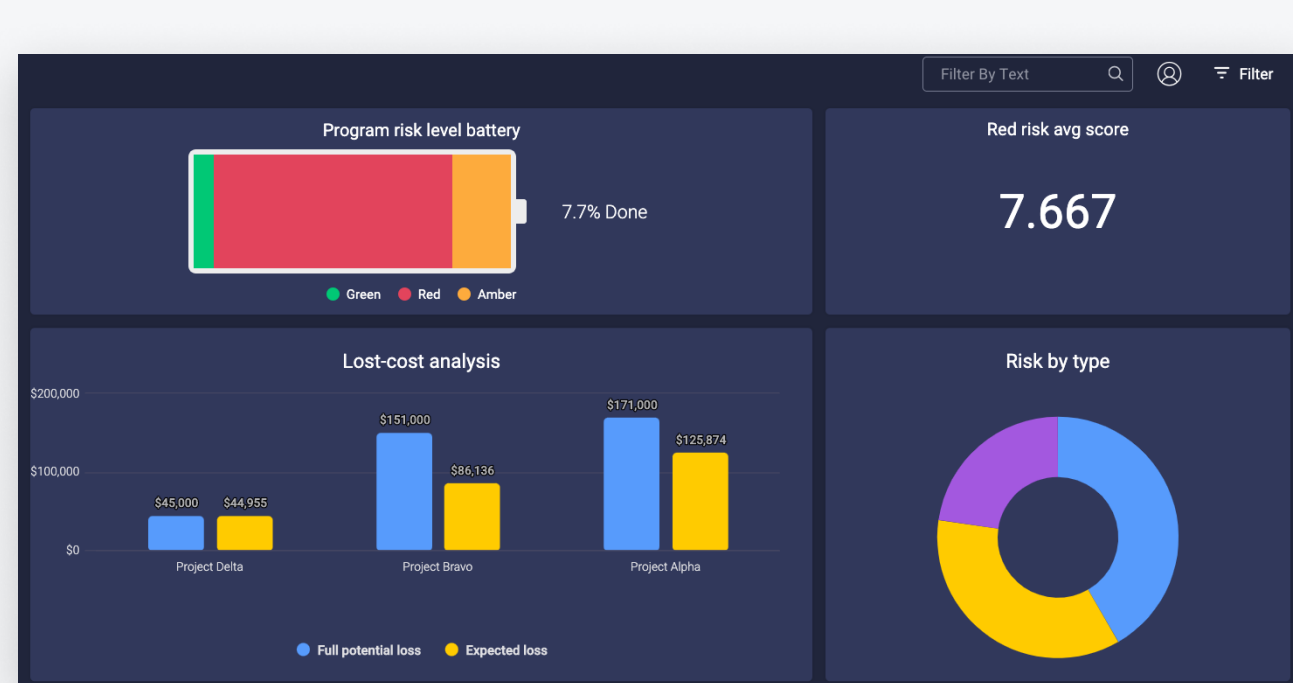 Filter By Text
Filter
Program risk level battery
7.7% Done
Green Red Amber
Red risk avg score
7.667
Lost-cost analysis
$200,000
$100,000
$0
$45,000 $44,955
$151,000
$86,136
$171,000
$125,874
Project Delta Project Bravo Project Alpha
Full potential loss Expected loss
Risk by type